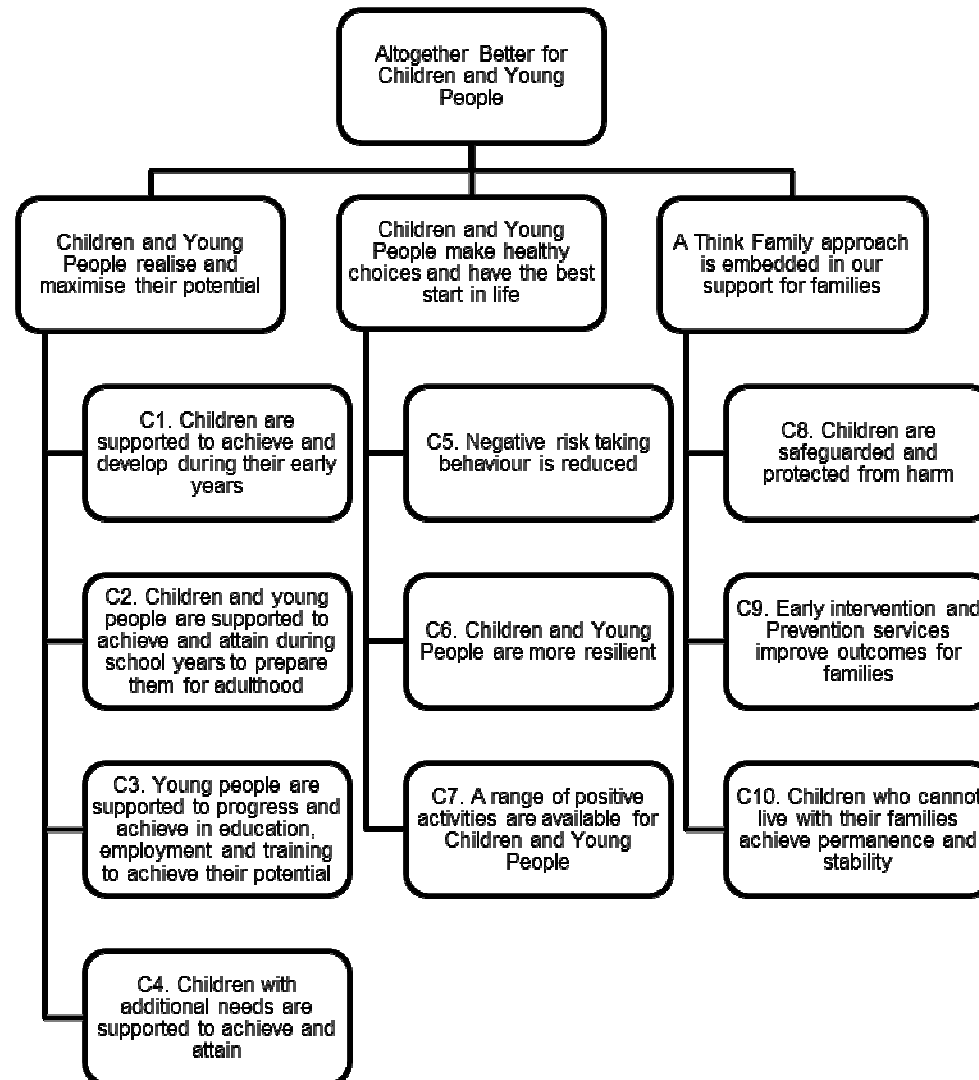 Altogether Better for
Children and Young
People
Children and Young
People realise and
maximise their potential
Children and Young
People make healthy
choices and have the best
start in life
A Think Family approach
is embedded in our
support for families
C1. Children are
supported to achieve and
develop during their early
years
C2. Children and young
people are supported to
achieve and attain during
school years to prepare
them for adulthood
C3. Young people are
supported to progress and
achieve in education,
employment and training
to achieve their potential
C4. Children with
additional needs are
supported to achieve and
attain
C5. Negative risk taking
behaviour is reduced
C6. Children and Young
People are more resilient
C7. A range of positive
activities are available for
Children and Young
People
C8. Children are
safeguarded and
protected from harm
C9. Early intervention and
Prevention services
improve outcomes for
families
C10. Children who cannot
live with their families
achieve permanence and
stability